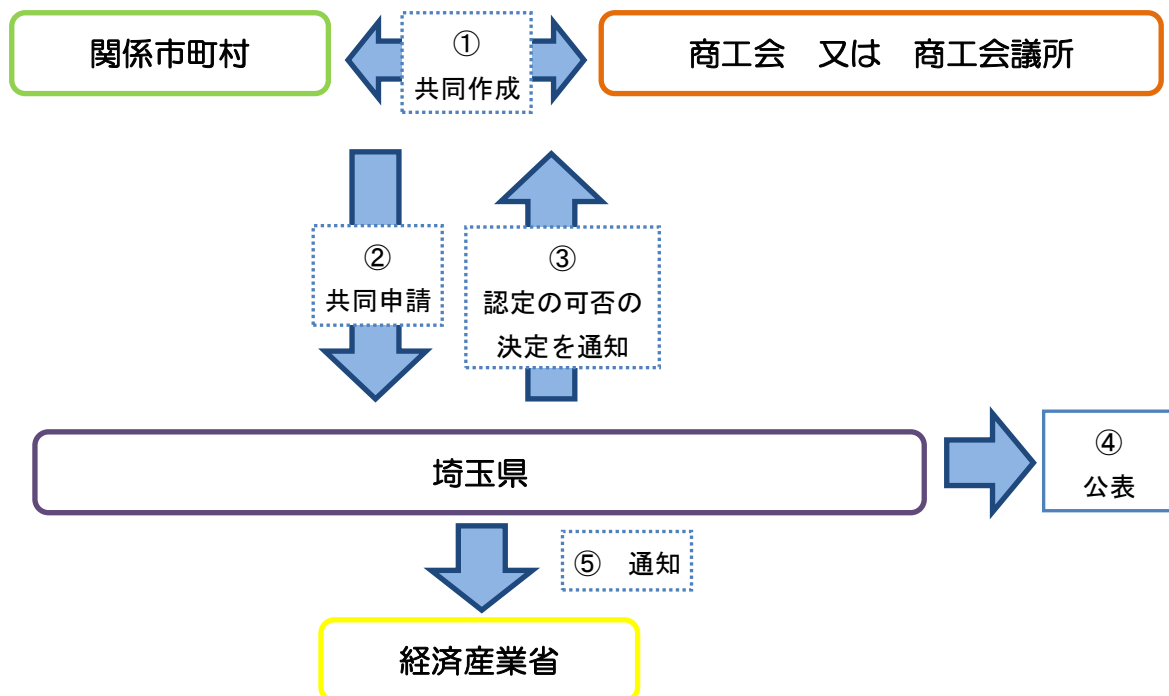 関係市町村
①
共同作成
商工会　又は　商工会議所
②
共同申請
③
認定の可否の
決定を通知
埼玉県
④
公表
⑤　通知
経済産業省